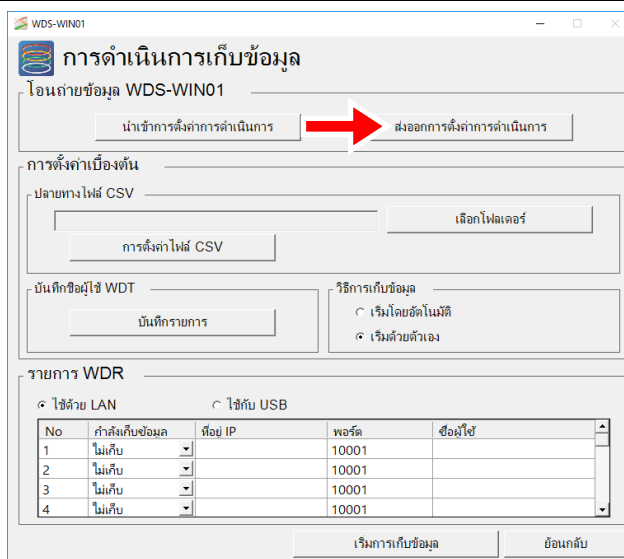 WDS-WIN01
การดำเนินการเก็บข้อมูล
โอนถ่ายข้อมูล WDS-WIN01
นำเข้าการตั้งค่าการดำเนินการ ส่งออกการตั้งค่าการดำเนินการ
การตั้งค่าเบื้องต้น
ปลายทางไฟล์ CSV
เลือกโฟลเดอร์
การตั้งค่าไฟล์ CSV
บันทึกชื่อผู้ใช้ WDT
บันทึกรายการ
วิธีการเก็บข้อมูล
เริ่มโดยอัตโนมัติ
เริ่มด้วยตัวเอง
รายการ WDR
ใช้ด้วย LAN ใช้กับ USB
No กำลังเก็บข้อมูล ที่อยู่ IP พอร์ต ชื่อผู้ใช้
1 ไม่เก็บ 10001
2 ไม่เก็บ 10001
3 ไม่เก็บ 10001
4 ไม่เก็บ 10001
เริ่มการเก็บข้อมูล ย้อนกลับ